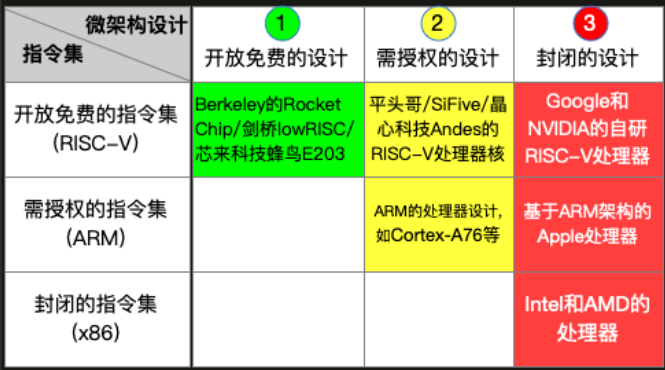 微架构设计
指令集
1
开放免费的设计
2
需授权的设计
3
封闭的设计
开放免费的指令集
(RISC-V)
Berkeley的Rocket
Chip/剑桥lowRISC/
芯来科技蜂鸟E203
平头哥/SiFive/晶
心科技Andes的
RISC-V处理器核
Google和
NVIDIA的自研
RISC-V处理器
需授权的指令集
(ARM)
ARM的处理器设计,
如Cortex-A76等
基于ARM架构的
Apple处理器
封闭的指令集
(x86)
Intel和AMD的
处理器